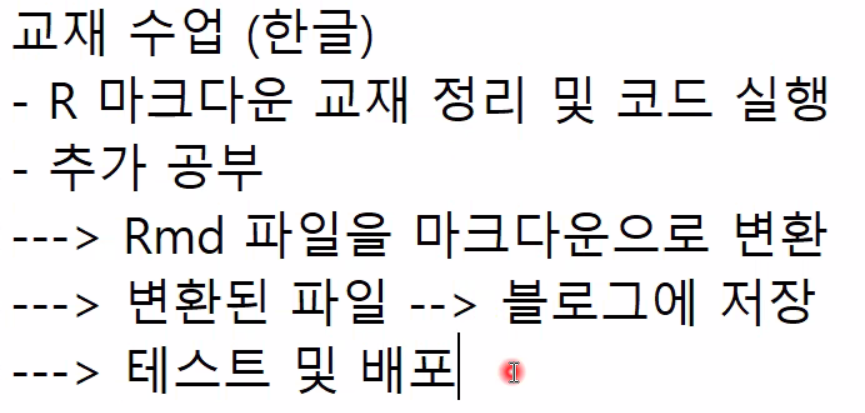 교재 수업 (한글)
- R 마크다운 교재 정리 및 코드 실행
- 추가 공부
---> Rmd 파일을 마크다운으로 변환
---> 변환된 파일 --> 블로그에 저장
---> 테스트 및 배포